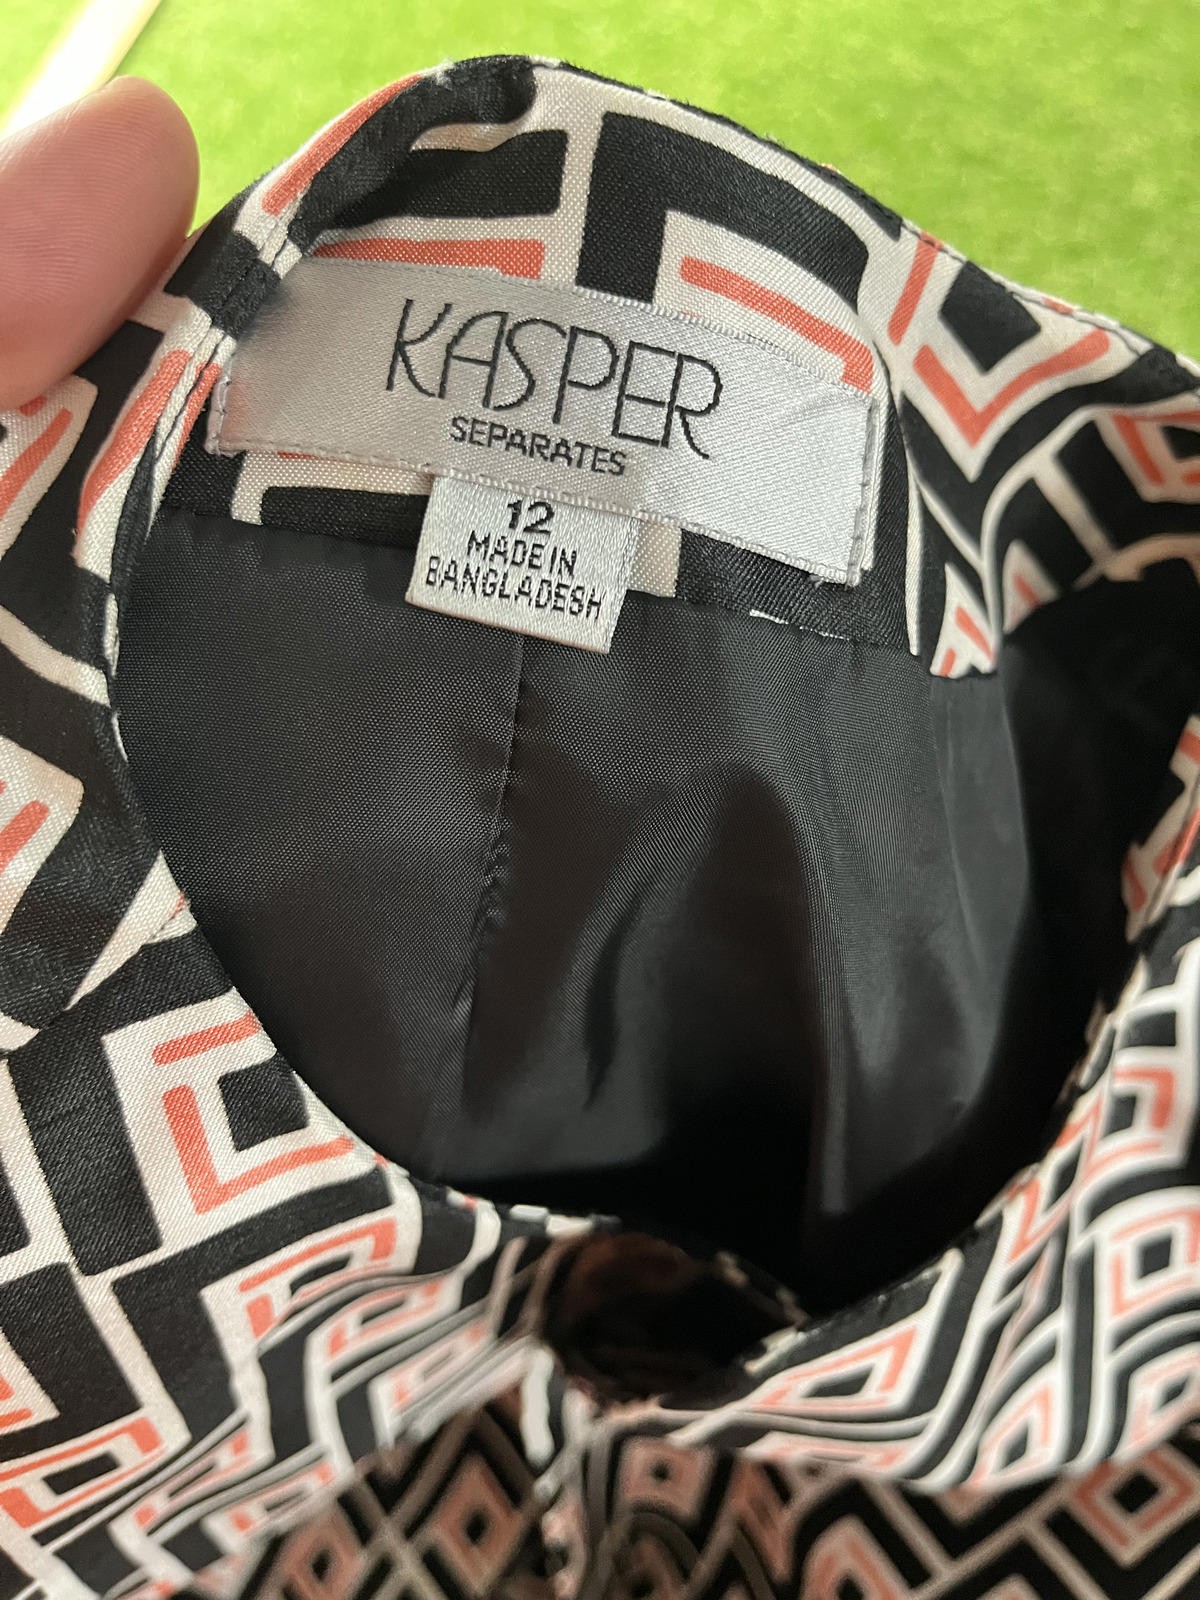 KASPER
SEPARATES
12
MADE IN
BANGLADESH